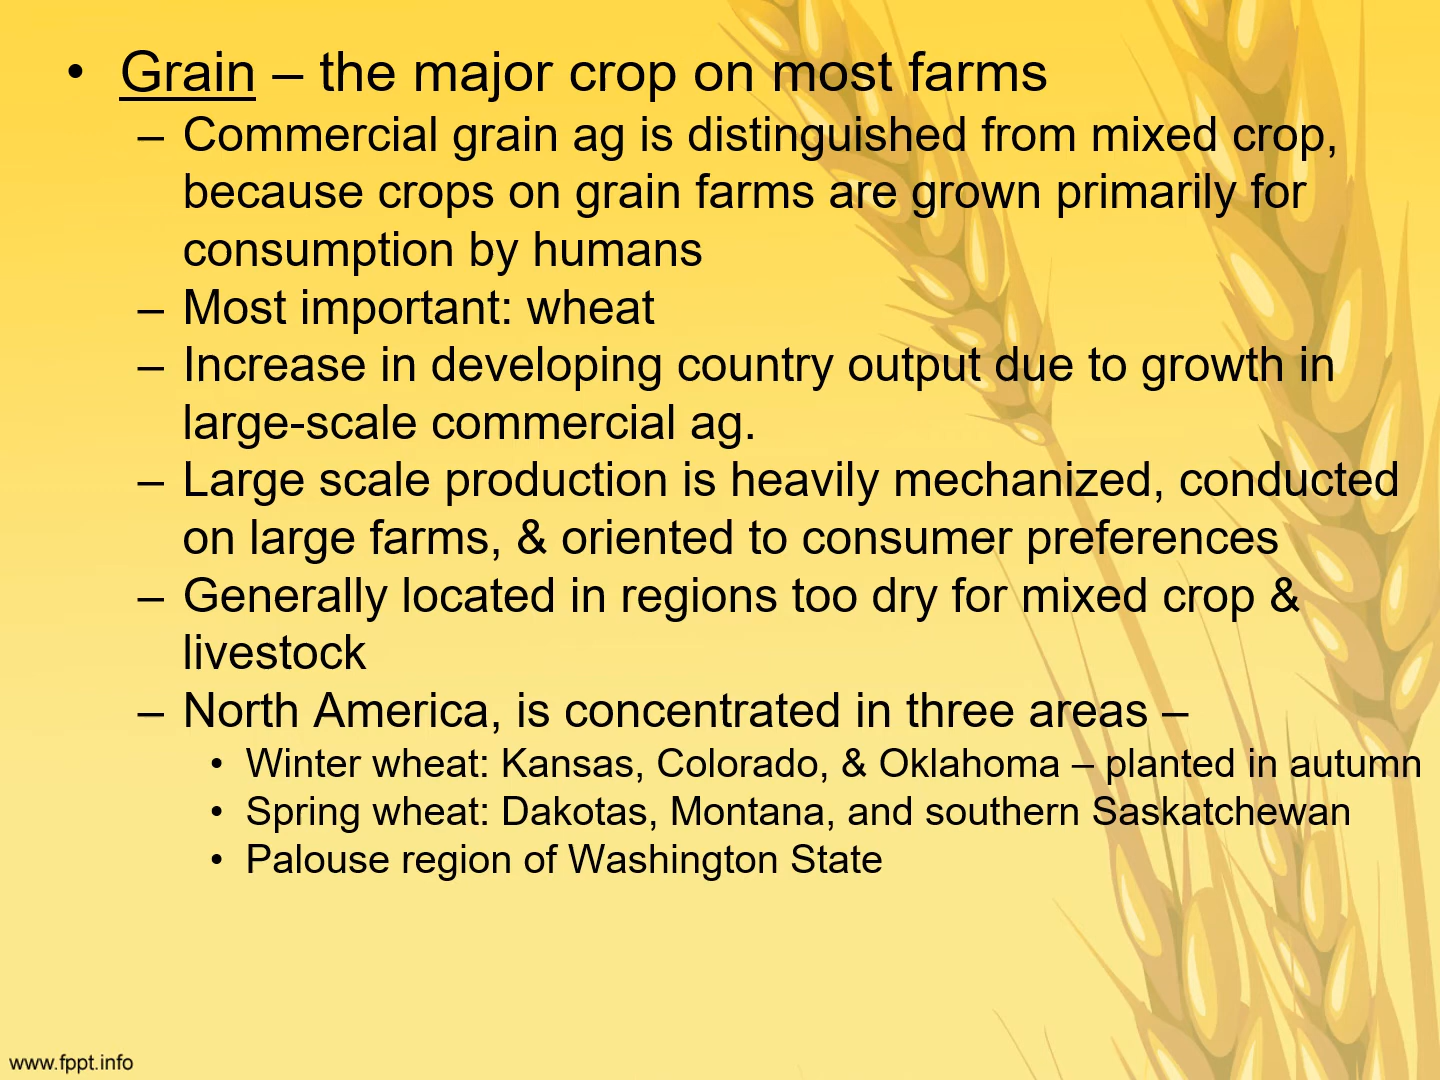 • Grain – the major crop on most farms
– Commercial grain ag is distinguished from mixed crop,
because crops on grain farms are grown primarily for
consumption by humans
– Most important: wheat
– Increase in developing country output due to growth in
large-scale commercial ag.
– Large scale production is heavily mechanized, conducted
on large farms, & oriented to consumer preferences
– Generally located in regions too dry for mixed crop &
livestock
– North America, is concentrated in three areas –
• Winter wheat: Kansas, Colorado, & Oklahoma – planted in autumn
• Spring wheat: Dakotas, Montana, and southern Saskatchewan
• Palouse region of Washington State
www.fppt.info